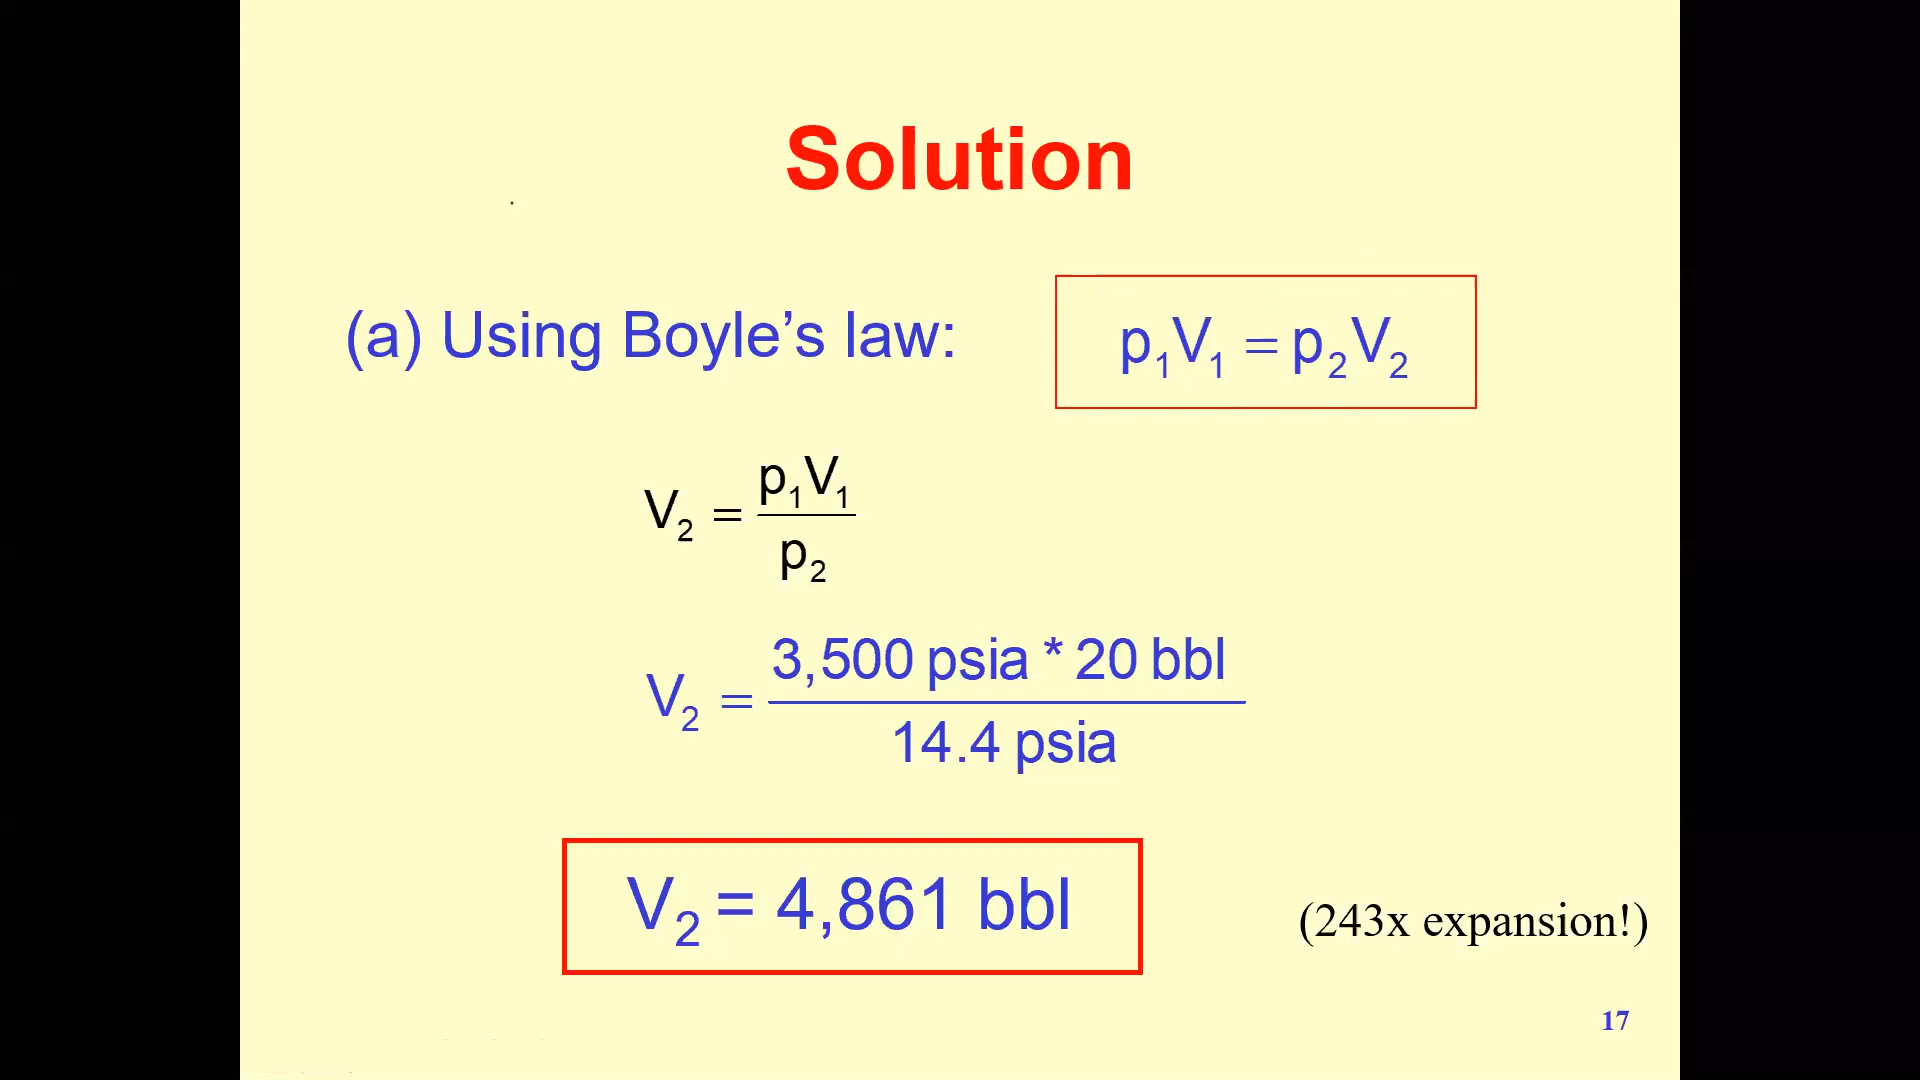 Solution
(a) Using Boyle’s law:
p₁V₁ = p₂V₂
V₂ = p₁V₁ / p₂
V₂ = 3,500 psia * 20 bbl / 14.4 psia
V₂ = 4,861 bbl
(243x expansion!)
17